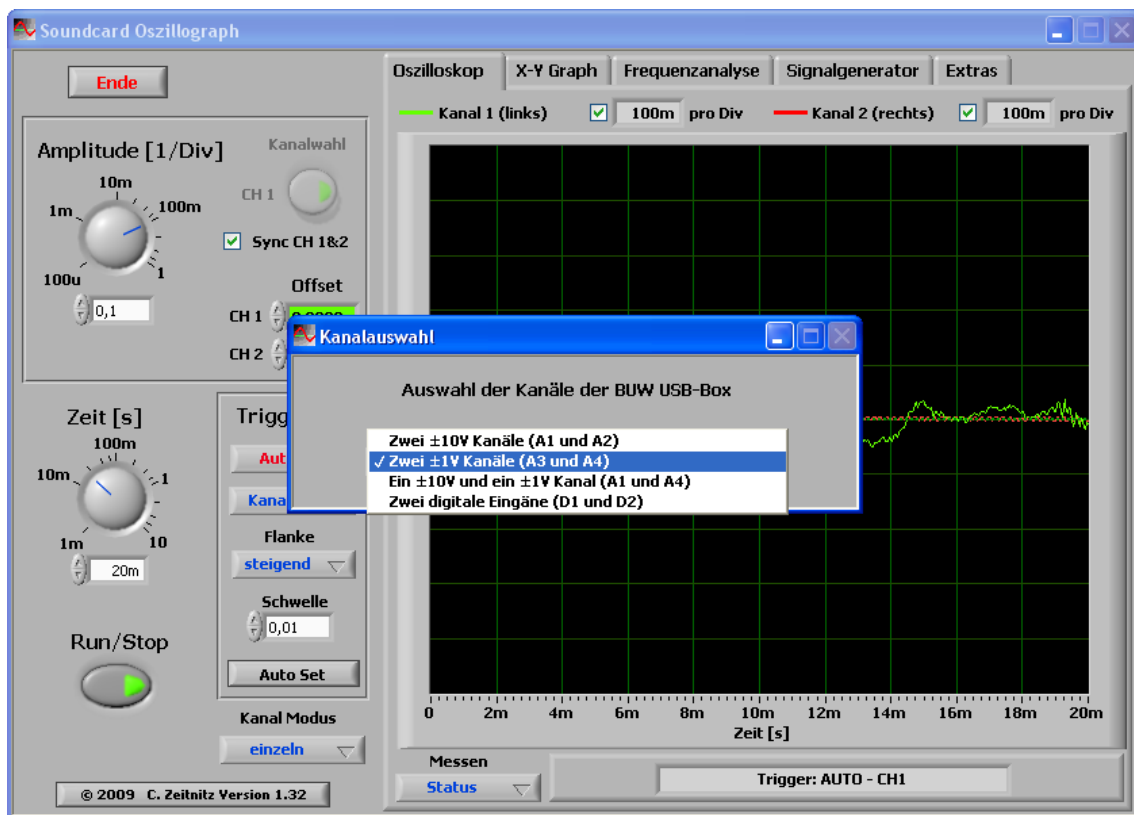 Soundcard Oszillograph
Ende
Amplitude [1/Div]
Kanalwahl
10m
1m
100m
100u
1
0,1
CH 1
Sync CH 1&2
Offset
CH 1
CH 2
Zeit [s]
100m
10m
1
1m
10
20m
Run/Stop
Trigg
Aut
Kana
Flanke
steigend
Schwelle
0,01
Auto Set
Kanal Modus
einzeln
© 2009 C. Zeitnitz Version 1.32
Oszilloskop X-Y Graph Frequenzanalyse Signalgenerator Extras
Kanal 1 (links) 100m pro Div Kanal 2 (rechts) 100m pro Div
Kanalauswahl
Auswahl der Kanäle der BUW USB-Box
Zwei ±10V Kanäle (A1 und A2)
Zwei ±1V Kanäle (A3 und A4)
Ein ±10V und ein ±1V Kanal (A1 und A4)
Zwei digitale Eingäne (D1 und D2)
0 2m 4m 6m 8m 10m 12m 14m 16m 18m 20m
Zeit [s]
Messen
Status
Trigger: AUTO - CH1